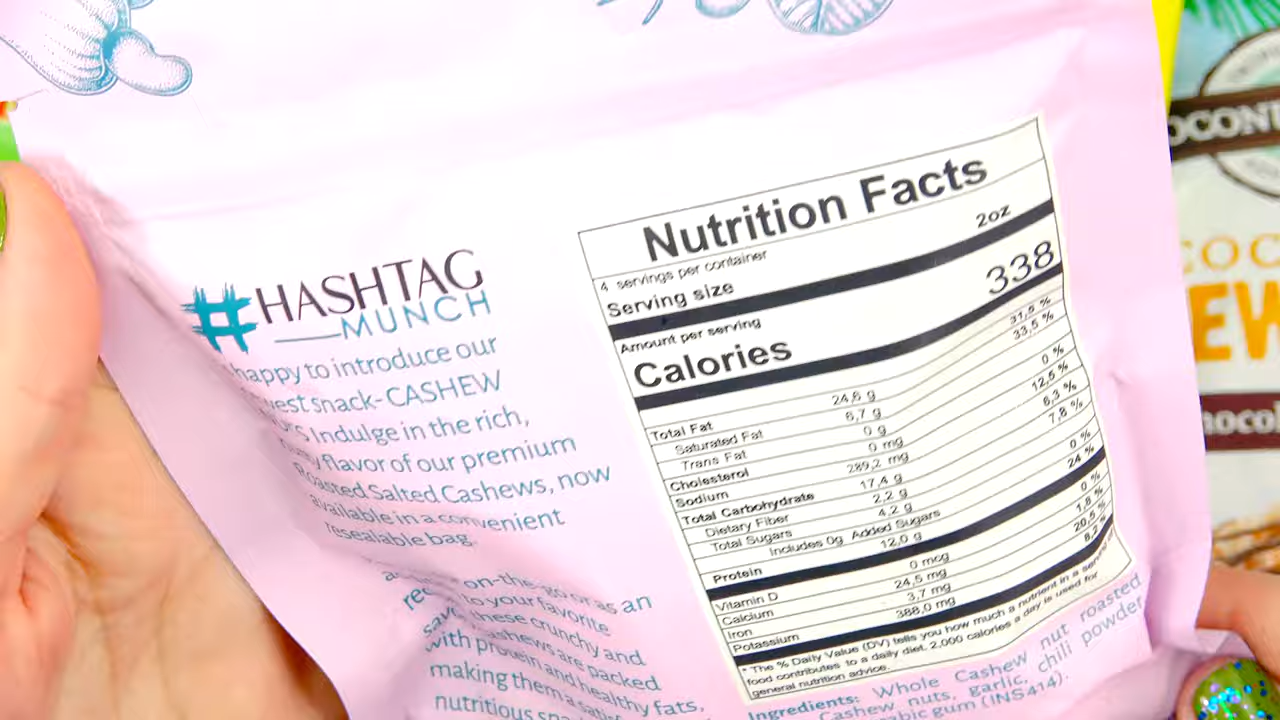 #HASHTAG
MUNCH
happy to introduce our
snack- CASHEW
Indulge in the rich,
flavor of our premium
Roasted Salted Cashews, now
available in a convenient
resealable bag.
on-the-go or as an
to your favorite
these crunchy and
cashews are packed
with protein and healthy fats,
making them a
nutritious
Nutrition Facts
4 servings per container
Serving size 2oz
Amount per serving
Calories 338
Total Fat 24,6 g 31,5 %
Saturated Fat 6,7 g 33,5 %
Trans Fat 0 g
Cholesterol 0 mg 0 %
Sodium 289,2 mg 12,5 %
Total Carbohydrate 17,4 g 6,3 %
Dietary Fiber 2,2 g 7,8 %
Total Sugars 4,2 g
Includes 0g Added Sugars 0 %
Protein 12,0 g 24 %
Vitamin D 0 mcg 0 %
Calcium 24,5 mg 1,8 %
Iron 3,7 mg 20,5 %
Potassium 388,0 mg 8,2 %
* The % Daily Value (DV) tells you how much a nutrient in a serving of
food contributes to a daily diet. 2,000 calories a day is used for
general nutrition advice.
Ingredients: Whole Cashew nut roasted
Cashew nuts, garlic, chili powder,
gum (INS414).